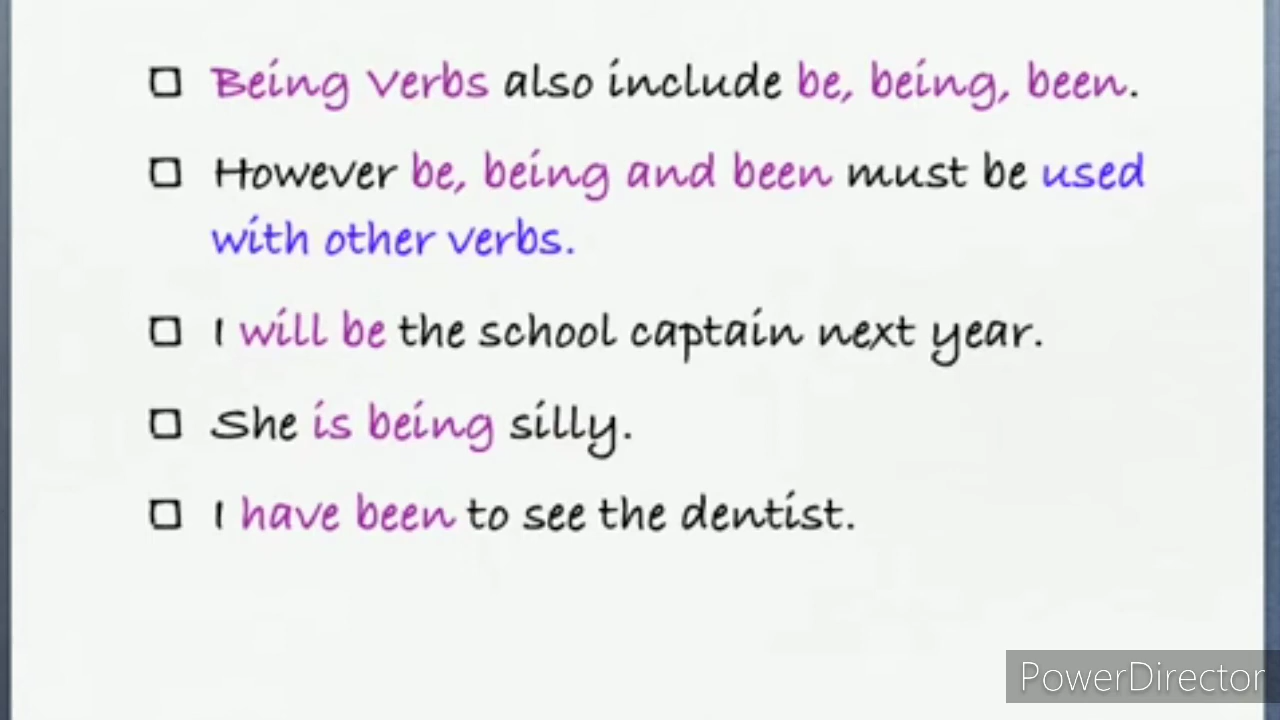 Being Verbs also include be, being, been.
However be, being and been must be used
with other verbs.
I will be the school captain next year.
She is being silly.
I have been to see the dentist.
PowerDirector